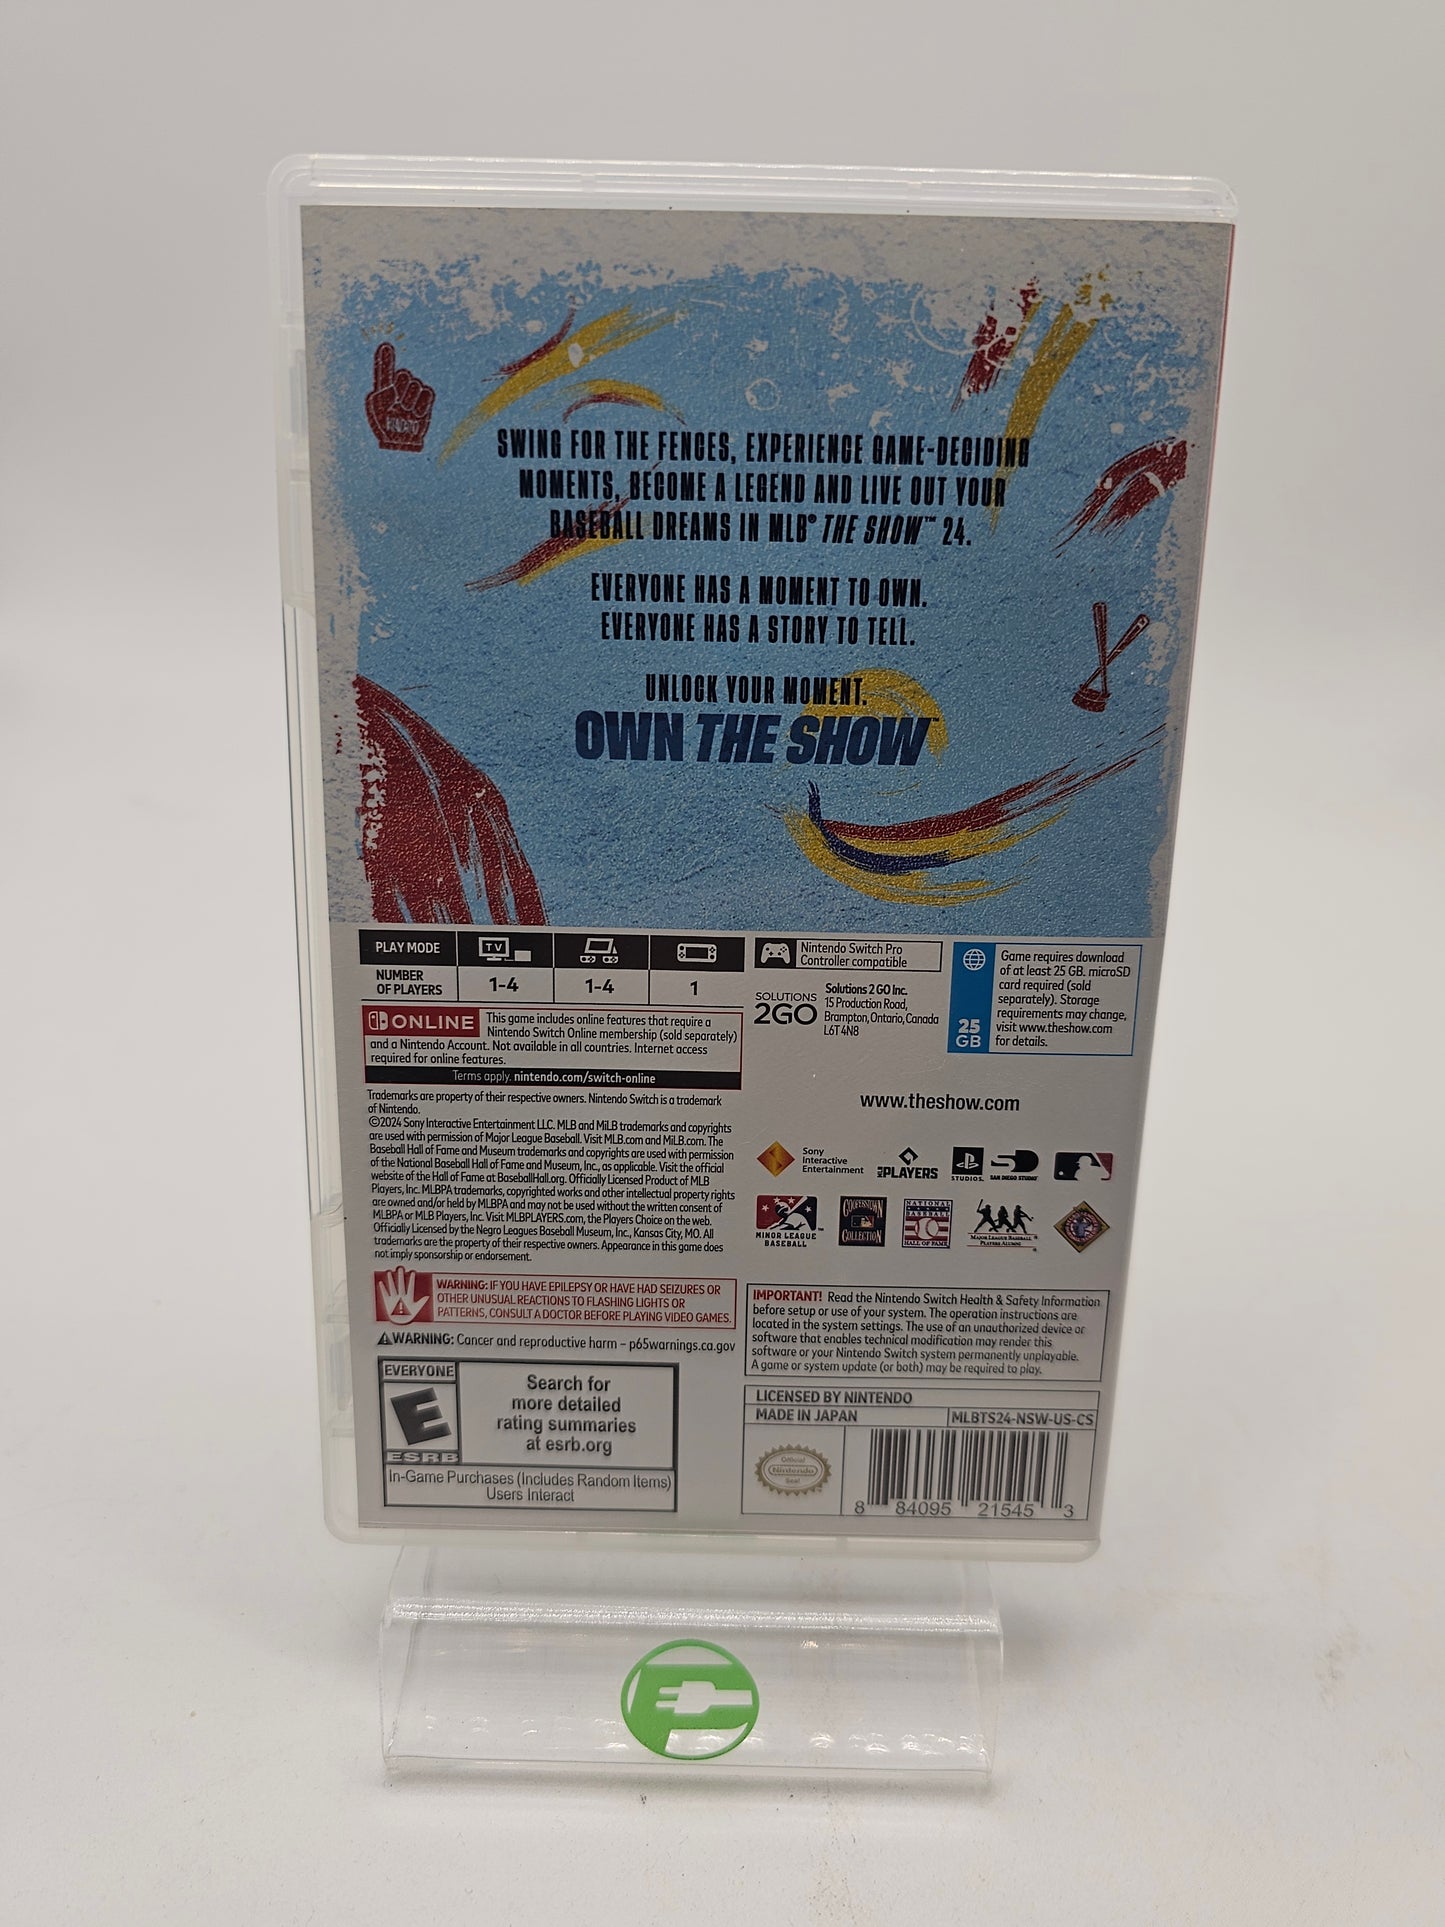 SWING FOR THE FENCES, EXPERIENCE GAME-DECIDING
MOMENTS, BECOME A LEGEND AND LIVE OUT YOUR
BASEBALL DREAMS IN MLB® THE SHOW™ 24.
EVERYONE HAS A MOMENT TO OWN.
EVERYONE HAS A STORY TO TELL.
UNLOCK YOUR MOMENT.
OWN THE SHOW™
PLAY MODE
TV
NUMBER
OF PLAYERS
1-4
1-4
1
ONLINE
This game includes online features that require a
Nintendo Switch Online membership (sold separately)
and a Nintendo Account. Not available in all countries. Internet access
required for online features.
Terms apply. nintendo.com/switch-online
Trademarks are property of their respective owners. Nintendo Switch is a trademark
of Nintendo.
©2024 Sony Interactive Entertainment LLC. MLB and MiLB trademarks and copyrights
are used with permission of Major League Baseball. Visit MLB.com and MiLB.com. The
Baseball Hall of Fame and Museum trademarks and copyrights are used with permission
of the National Baseball Hall of Fame and Museum, Inc., as applicable. Visit the official
website of the Hall of Fame at BaseballHall.org. Officially Licensed Product of MLB
Players, Inc. MLBPA trademarks, copyrighted works and other intellectual property rights
are owned and/or held by MLBPA and may not be used without the written consent of
MLBPA or MLB Players, Inc. Visit MLBPLAYERS.com, the Players Choice on the web.
Officially Licensed by the Negro Leagues Baseball Museum, Inc., Kansas City, MO. All
trademarks are the property of their respective owners. Appearance in this game does
not imply sponsorship or endorsement.
WARNING: IF YOU HAVE EPILEPSY OR HAVE HAD SEIZURES OR
OTHER UNUSUAL REACTIONS TO FLASHING LIGHTS OR
PATTERNS, CONSULT A DOCTOR BEFORE PLAYING VIDEO GAMES.
WARNING: Cancer and reproductive harm – p65warnings.ca.gov
EVERYONE
E
ESRB
Search for
more detailed
rating summaries
at esrb.org
In-Game Purchases (Includes Random Items)
Users Interact
Nintendo Switch Pro
Controller compatible
SOLUTIONS
2GO
Solutions 2 GO Inc.
15 Production Road,
Brampton, Ontario, Canada
L6T 4N8
25
GB
Game requires download
of at least 25 GB. microSD
card required (sold
separately). Storage
requirements may change,
visit www.theshow.com
for details.
www.theshow.com
Sony
Interactive
Entertainment
MLB PLAYERS
STUDIOS
SAN DIEGO STUDIO
MINOR LEAGUE
BASEBALL
COOPERSTOWN
COLLECTION
NATIONAL
BASEBALL
HALL OF FAME
MAJOR LEAGUE BASEBALL
PLAYERS ALUMNI
IMPORTANT! Read the Nintendo Switch Health & Safety Information
before setup or use of your system. The operation instructions are
located in the system settings. The use of an unauthorized device or
software that enables technical modification may render this
software or your Nintendo Switch system permanently unplayable.
A game or system update (or both) may be required to play.
LICENSED BY NINTENDO
MADE IN JAPAN
MLBTS24-NSW-US-CS
Official
Nintendo
Seal
8 84095 21545 3